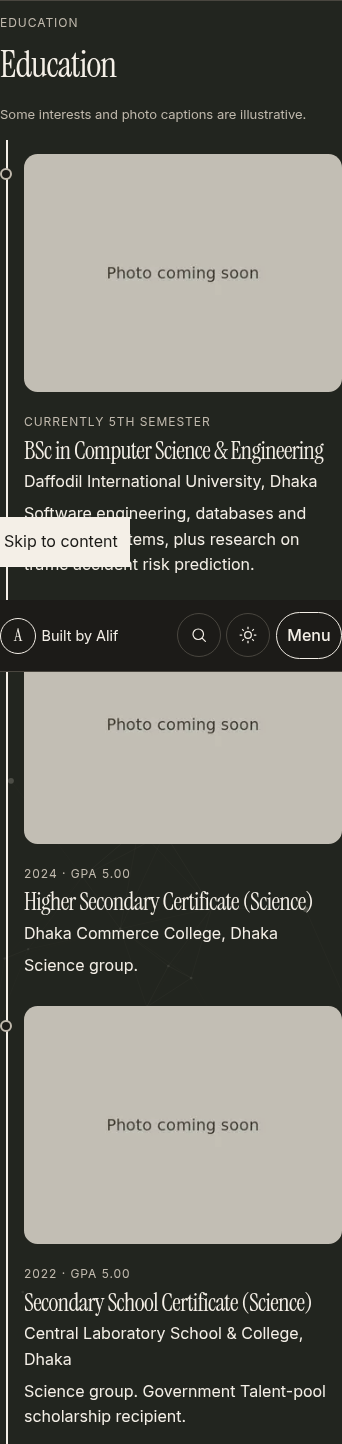 EDUCATION
Education
Some interests and photo captions are illustrative.
Photo coming soon
CURRENTLY 5TH SEMESTER
BSc in Computer Science & Engineering
Daffodil International University, Dhaka
Software engineering, databases and
Skip to content
plus research on
risk prediction.
A Built by Alif Menu
Photo coming soon
2024 · GPA 5.00
Higher Secondary Certificate (Science)
Dhaka Commerce College, Dhaka
Science group.
Photo coming soon
2022 · GPA 5.00
Secondary School Certificate (Science)
Central Laboratory School & College,
Dhaka
Science group. Government Talent-pool
scholarship recipient.